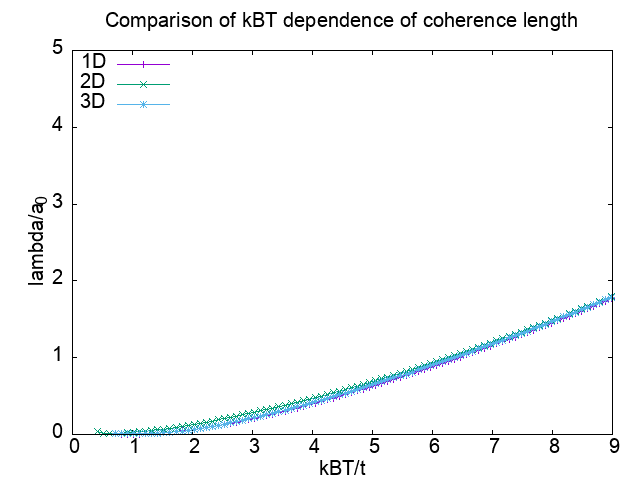 Comparison of kBT dependence of coherence length
1D
2D
3D
5
4
3
2
1
0
lambda/a0
0 1 2 3 4 5 6 7 8 9
kBT/t